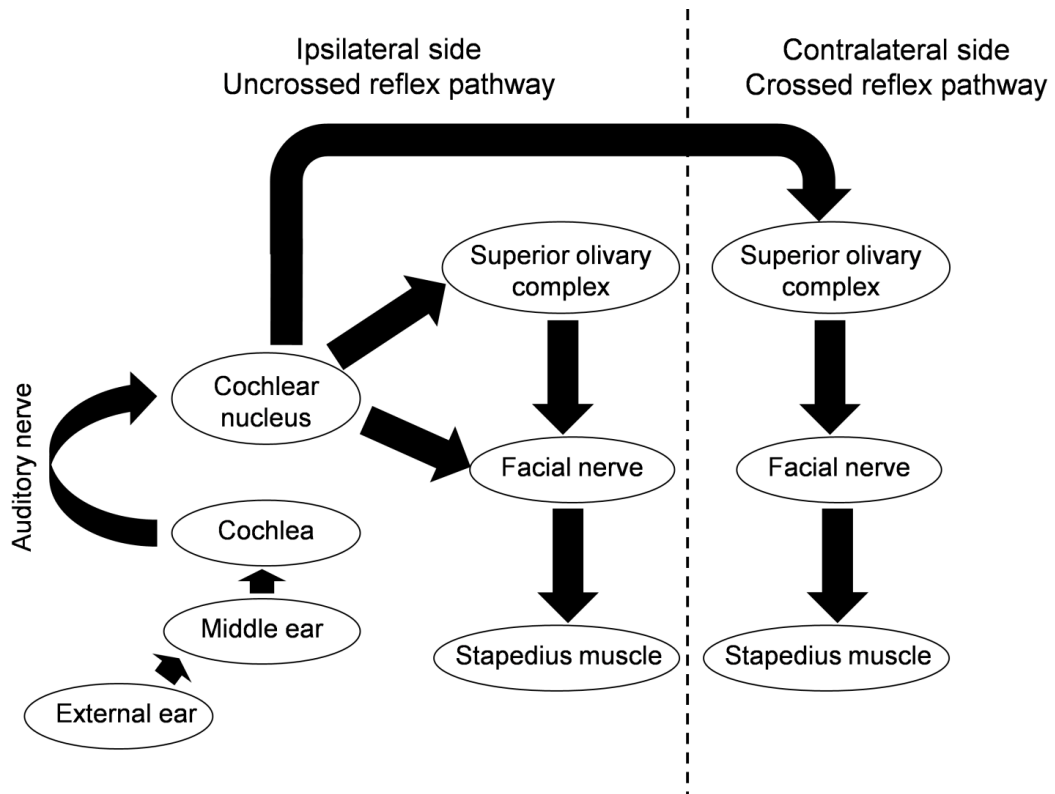 Ipsilateral side
Uncrossed reflex pathway
Contralateral side
Crossed reflex pathway
Superior olivary
complex
Superior olivary
complex
Cochlear
nucleus
Auditory nerve
Facial nerve
Facial nerve
Cochlea
Middle ear
Stapedius muscle
Stapedius muscle
External ear